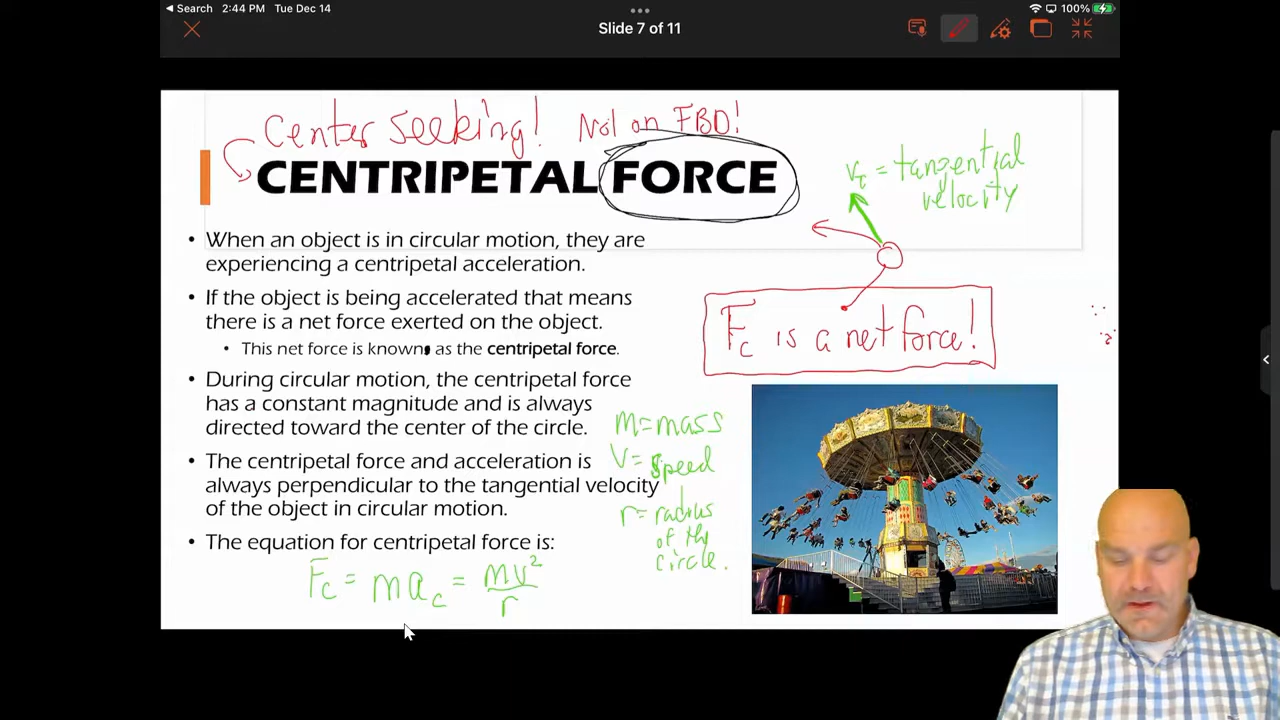 Search 2:44 PM Tue Dec 14 100%
Slide 7 of 11
Center Seeking! Not on FBD!
CENTRIPETAL FORCE
vt = tangential
velocity
• When an object is in circular motion, they are
experiencing a centripetal acceleration.
• If the object is being accelerated that means
there is a net force exerted on the object.
• This net force is known as the centripetal force.
Fc is a net force!
• During circular motion, the centripetal force
has a constant magnitude and is always
directed toward the center of the circle.
• The centripetal force and acceleration is
always perpendicular to the tangential velocity
of the object in circular motion.
• The equation for centripetal force is:
Fc = mac = mv²/r
m = mass
V = speed
r = radius
of the
circle.